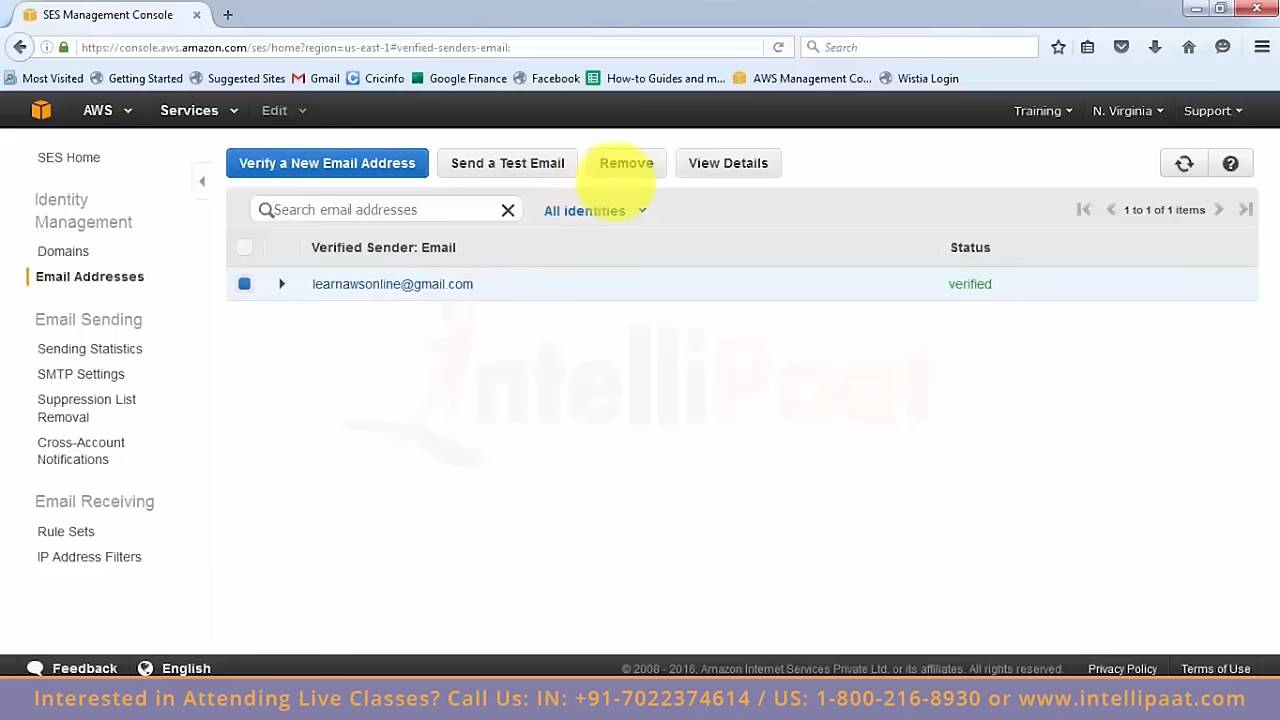 SES Management Console
https://console.aws.amazon.com/ses/home?region=us-east-1#verified-senders-email:
Search
Most Visited
Getting Started
Suggested Sites
Gmail
Cricinfo
Google Finance
Facebook
How-to Guides and m...
AWS Management Co...
Wistia Login
AWS
Services
Edit
Training
N. Virginia
Support
SES Home
Identity
Management
Domains
Email Addresses
Email Sending
Sending Statistics
SMTP Settings
Suppression List
Removal
Cross-Account
Notifications
Email Receiving
Rule Sets
IP Address Filters
Verify a New Email Address
Send a Test Email
Remove
View Details
Search email addresses
All identities
1 to 1 of 1 items
Verified Sender: Email
Status
learnawsonline@gmail.com
verified
intelliPaat
Feedback
English
© 2008 - 2016, Amazon Internet Services Private Ltd. or its affiliates. All rights reserved.
Privacy Policy
Terms of Use
Interested in Attending Live Classes? Call Us: IN: +91-7022374614 / US: 1-800-216-8930 or www.intellipaat.com